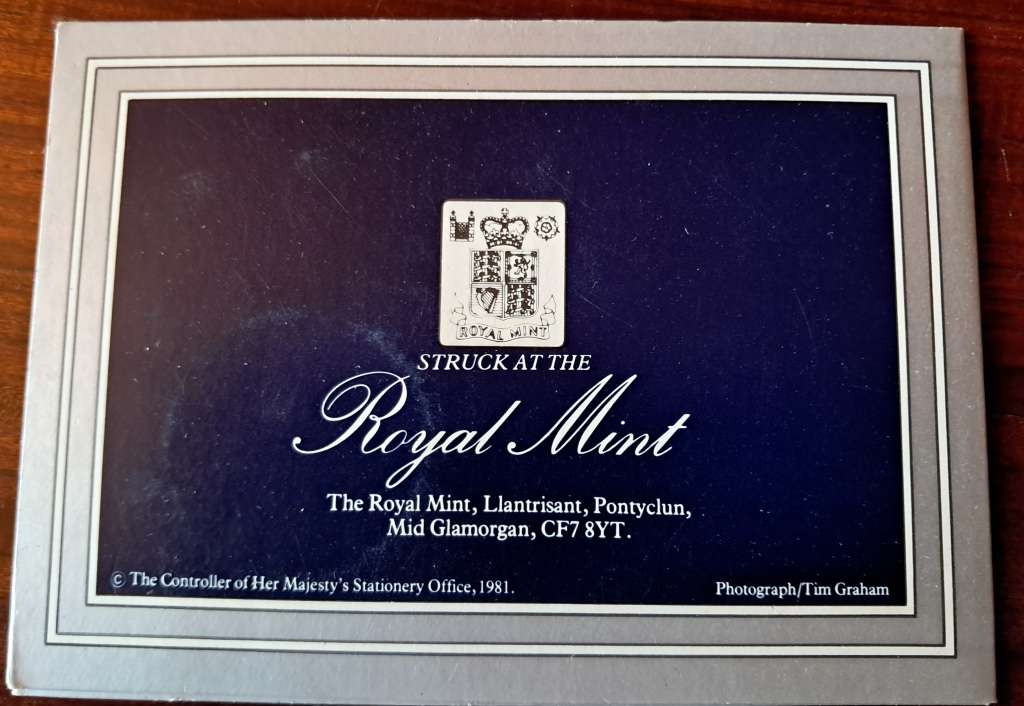 ROYAL MINT
STRUCK AT THE
Royal Mint
The Royal Mint, Llantrisant, Pontyclun,
Mid Glamorgan, CF7 8YT.
© The Controller of Her Majesty's Stationery Office, 1981.
Photograph/Tim Graham